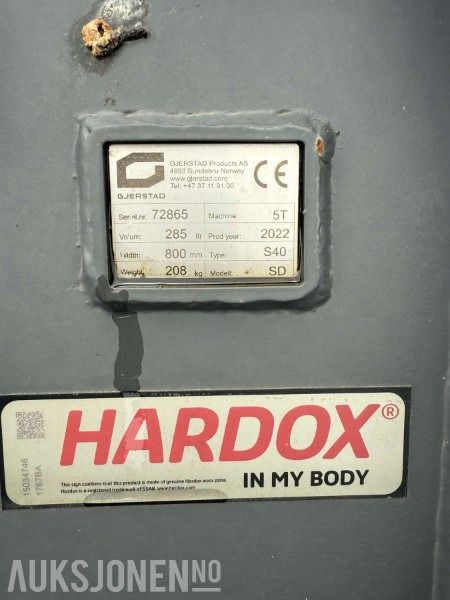 GJERSTAD Products AS
4993 Sundebru Norway
www.gjerstad.com
Tel: +47 37 11 91 00
CE
GJERSTAD
Serial.nr. 72865 Machine: 5T
Volum: 285 ltr Prod year: 2022
Width: 800 mm Type: S40
Weight: 208 kg Modell: SD
HARDOX®
IN MY BODY
This sign confirms that this product is made of genuine Hardox wear plate.
Hardox is a registered trademark of SSAB. www.hardox.com
15034746
1767BA
AUKSJONEN.NO